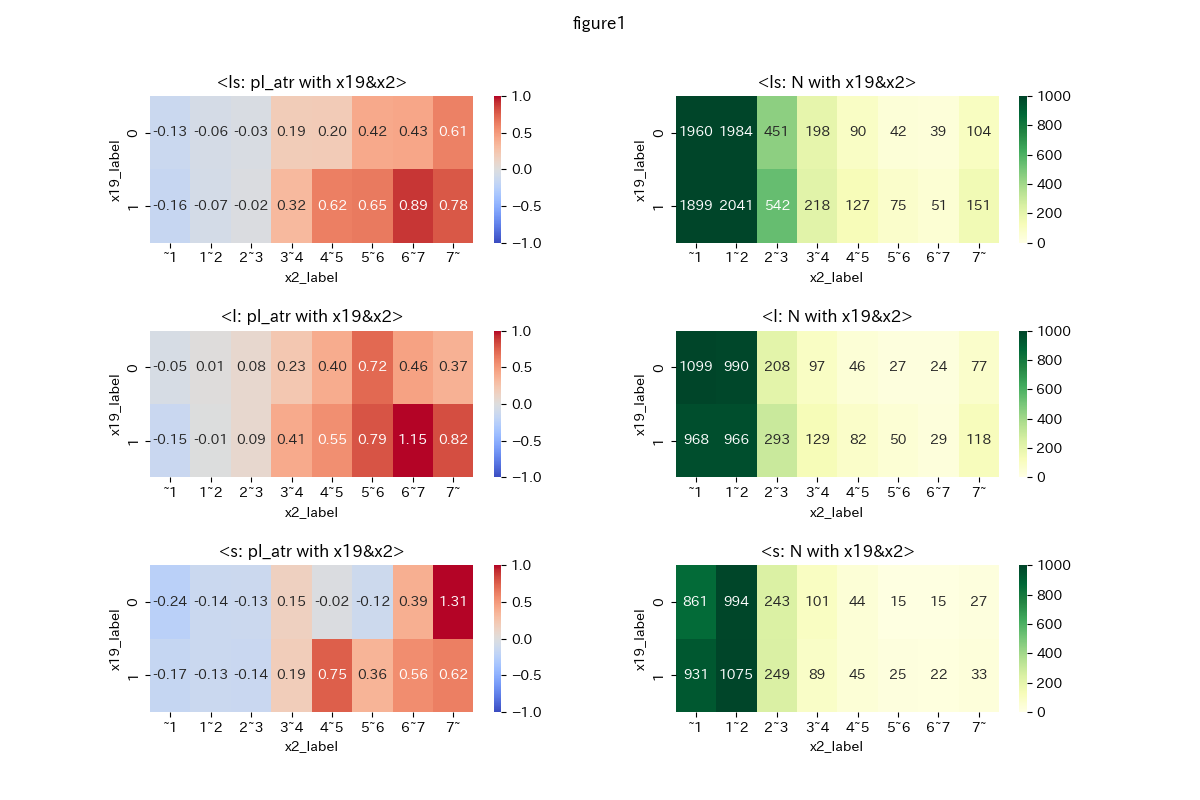 figure1
<ls: pl_atr with x19&x2>
x19_label
0 -0.13 -0.06 -0.03 0.19 0.20 0.42 0.43 0.61
1 -0.16 -0.07 -0.02 0.32 0.62 0.65 0.89 0.78
~1 1~2 2~3 3~4 4~5 5~6 6~7 7~
x2_label
1.0
0.5
0.0
−0.5
−1.0
<ls: N with x19&x2>
x19_label
0 1960 1984 451 198 90 42 39 104
1 1899 2041 542 218 127 75 51 151
~1 1~2 2~3 3~4 4~5 5~6 6~7 7~
x2_label
1000
800
600
400
200
0
<l: pl_atr with x19&x2>
x19_label
0 -0.05 0.01 0.08 0.23 0.40 0.72 0.46 0.37
1 -0.15 -0.01 0.09 0.41 0.55 0.79 1.15 0.82
~1 1~2 2~3 3~4 4~5 5~6 6~7 7~
x2_label
1.0
0.5
0.0
−0.5
−1.0
<l: N with x19&x2>
x19_label
0 1099 990 208 97 46 27 24 77
1 968 966 293 129 82 50 29 118
~1 1~2 2~3 3~4 4~5 5~6 6~7 7~
x2_label
1000
800
600
400
200
0
<s: pl_atr with x19&x2>
x19_label
0 -0.24 -0.14 -0.13 0.15 -0.02 -0.12 0.39 1.31
1 -0.17 -0.13 -0.14 0.19 0.75 0.36 0.56 0.62
~1 1~2 2~3 3~4 4~5 5~6 6~7 7~
x2_label
1.0
0.5
0.0
−0.5
−1.0
<s: N with x19&x2>
x19_label
0 861 994 243 101 44 15 15 27
1 931 1075 249 89 45 25 22 33
~1 1~2 2~3 3~4 4~5 5~6 6~7 7~
x2_label
1000
800
600
400
200
0